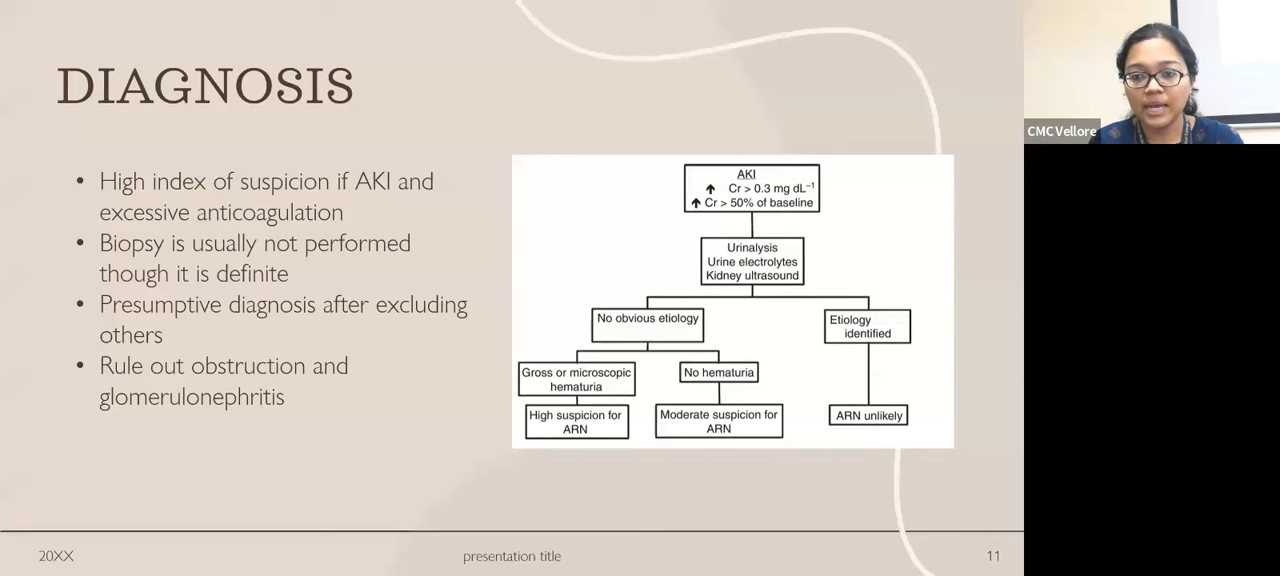 DIAGNOSIS
• High index of suspicion if AKI and
excessive anticoagulation
• Biopsy is usually not performed
though it is definite
• Presumptive diagnosis after excluding
others
• Rule out obstruction and
glomerulonephritis
AKI
↑ Cr > 0.3 mg dL⁻¹
↑ Cr > 50% of baseline
Urinalysis
Urine electrolytes
Kidney ultrasound
No obvious etiology
Etiology
identified
Gross or microscopic
hematuria
No hematuria
High suspicion for
ARN
Moderate suspicion for
ARN
ARN unlikely
20XX
presentation title
11
CMC Vellore